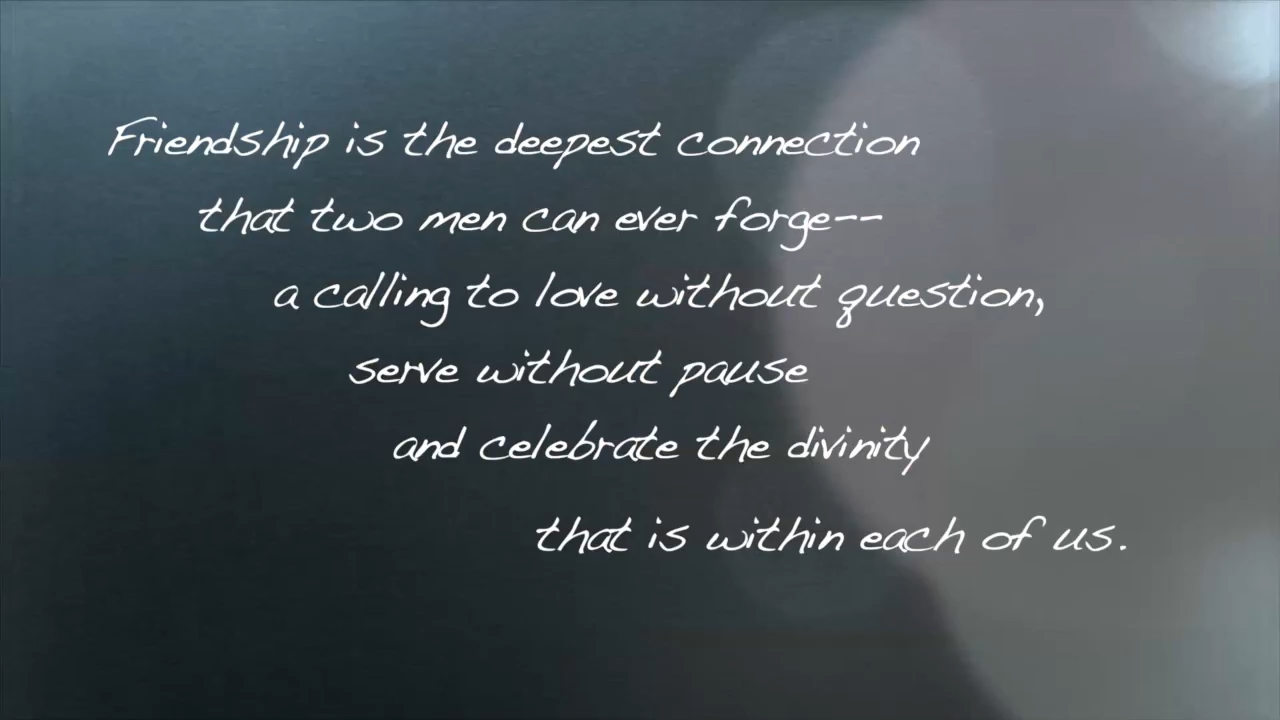 Friendship is the deepest connection
that two men can ever forge--
a calling to love without question,
serve without pause
and celebrate the divinity
that is within each of us.